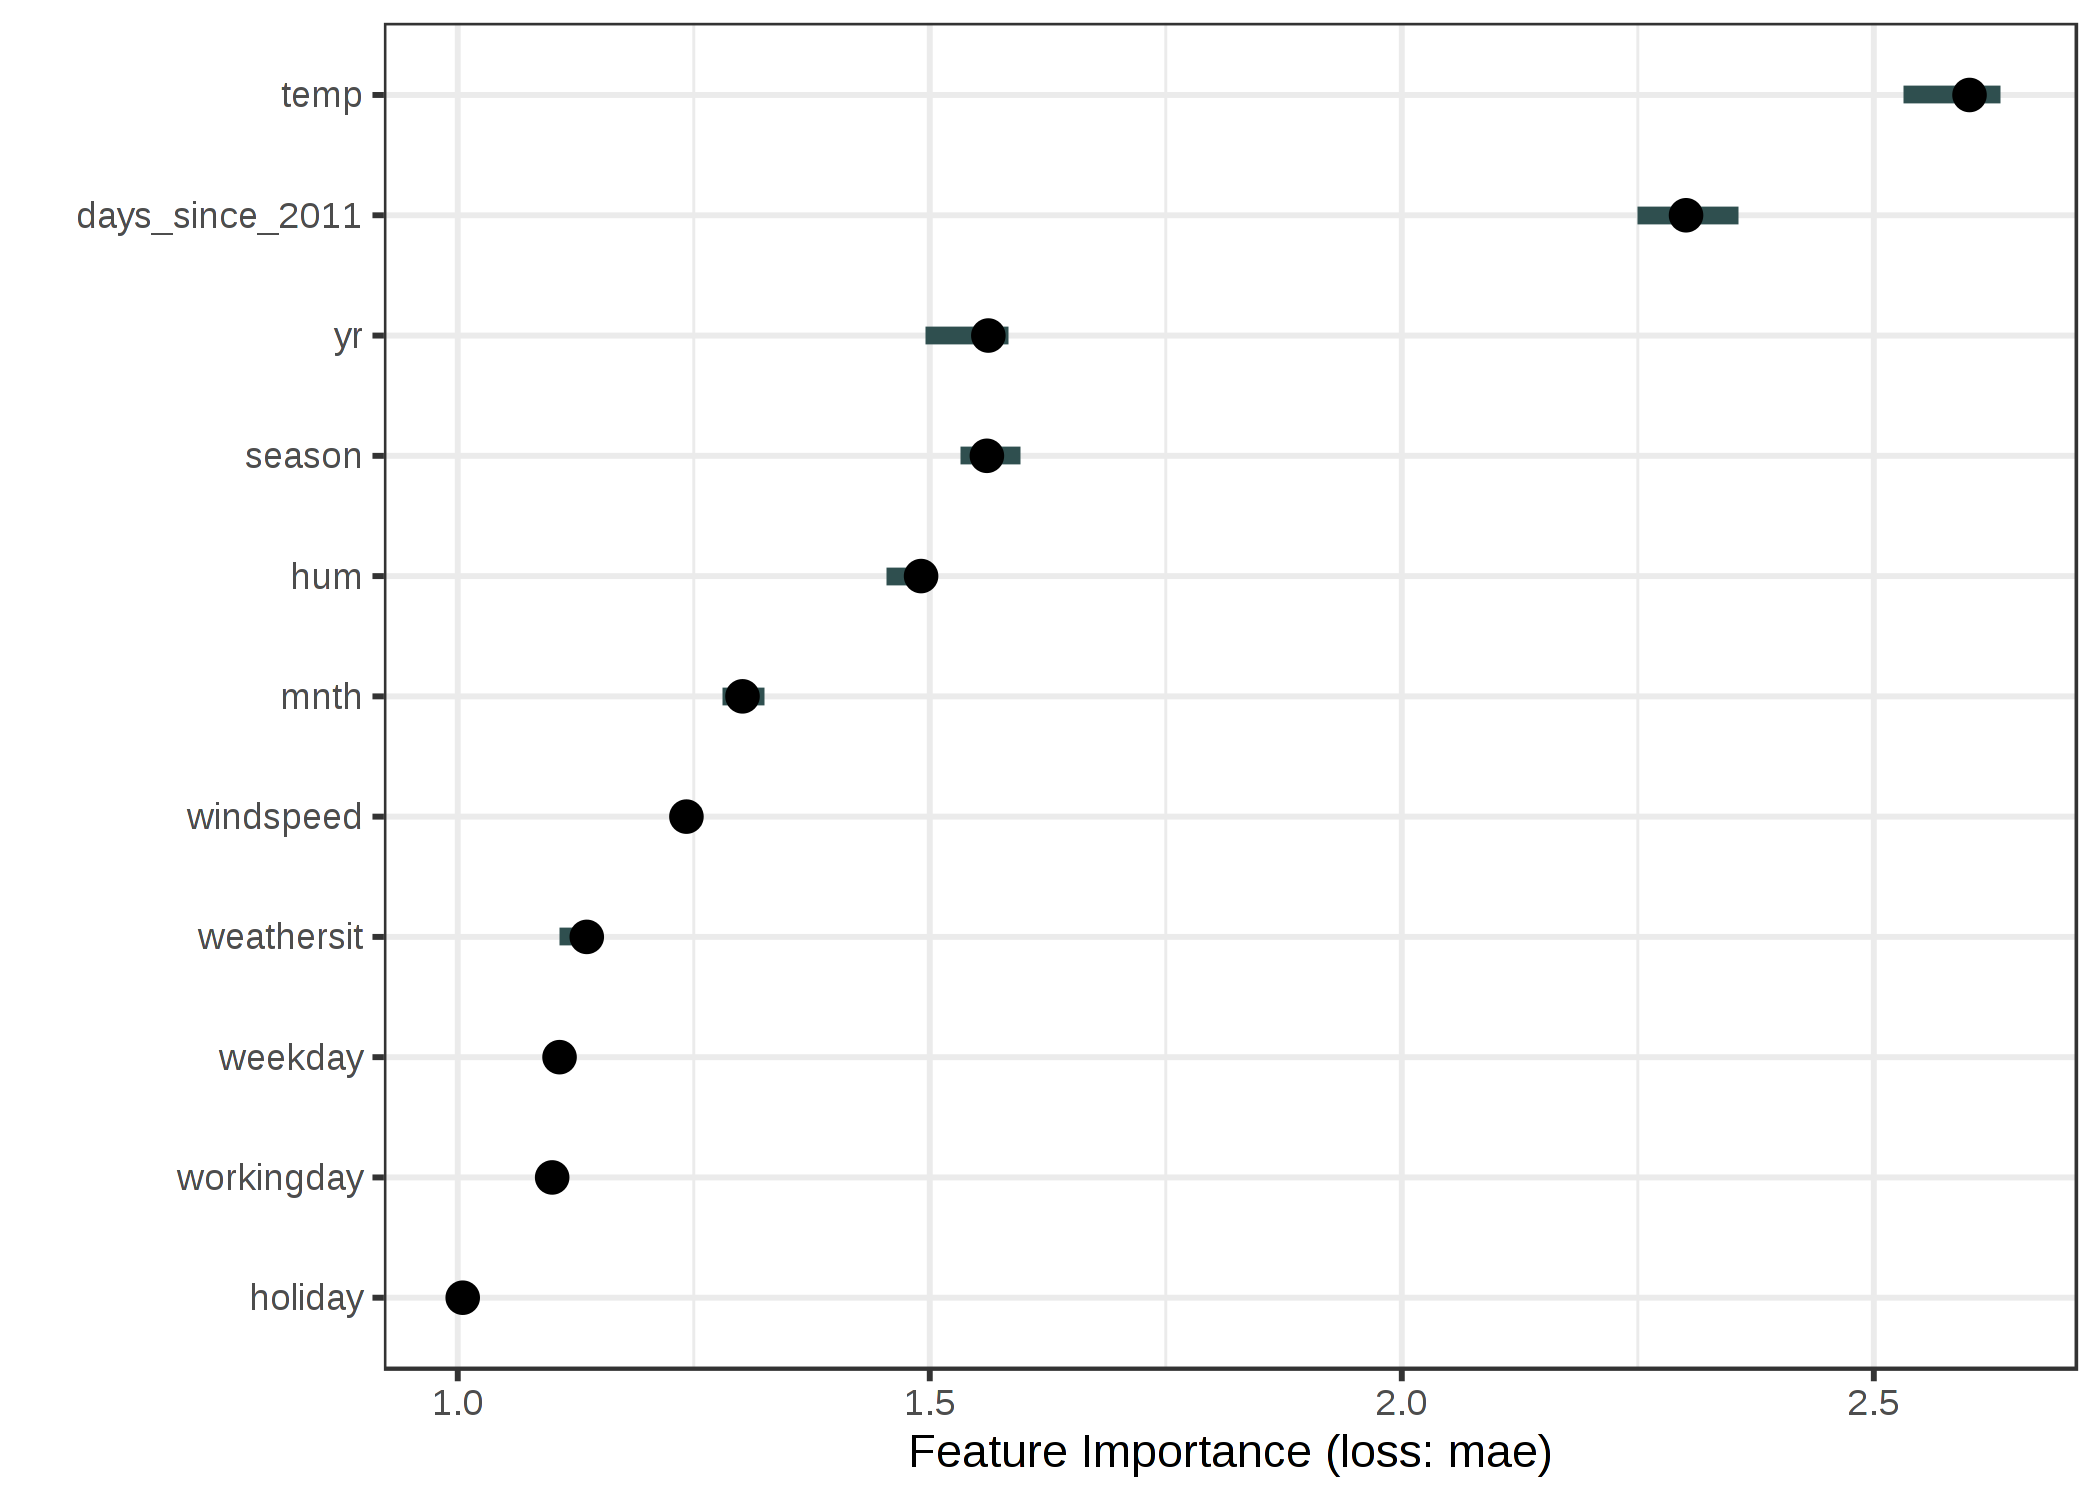 temp
days_since_2011
yr
season
hum
mnth
windspeed
weathersit
weekday
workingday
holiday
1.0 1.5 2.0 2.5
Feature Importance (loss: mae)